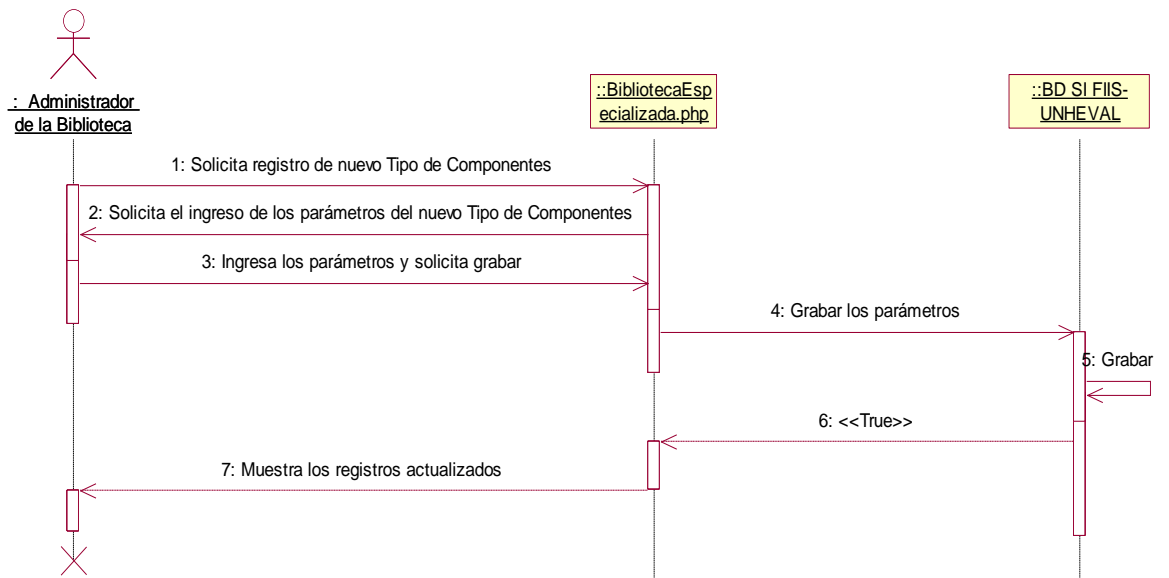 : Administrador
de la Biblioteca
::BibliotecaEsp
ecializada.php
::BD SI FIIS-
UNHEVAL
1: Solicita registro de nuevo Tipo de Componentes
2: Solicita el ingreso de los parámetros del nuevo Tipo de Componentes
3: Ingresa los parámetros y solicita grabar
4: Grabar los parámetros
5: Grabar
6: <<True>>
7: Muestra los registros actualizados